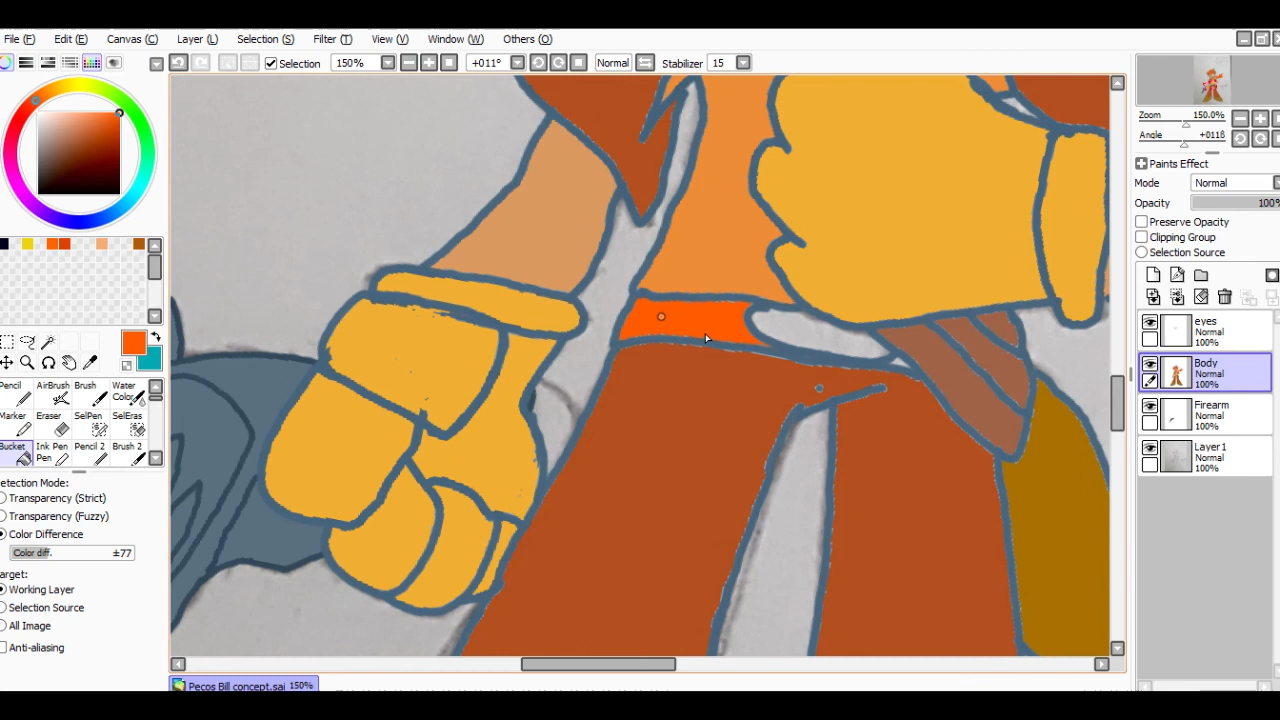 File (F) Edit (E) Canvas (C) Layer (L) Selection (S) Filter (T) View (V) Window (W) Others (O)
Selection 150% +011° Normal Stabilizer 15
Zoom 150.0%
Angle +011ß
Paints Effect
Mode Normal
Opacity 100%
Preserve Opacity
Clipping Group
Selection Source
eyes
Normal
100%
Body
Normal
100%
Firearm
Normal
100%
Layer1
Normal
100%
Pencil AirBrush Brush Water
Color
Marker Eraser SelPen SelEras
Bucket Ink Pen Pencil 2 Brush 2
Pen
etection Mode:
Transparency (Strict)
Transparency (Fuzzy)
Color Difference
Color diff. ±77
arget:
Working Layer
Selection Source
All Image
Anti-aliasing
Pecos Bill concept.sai 150%